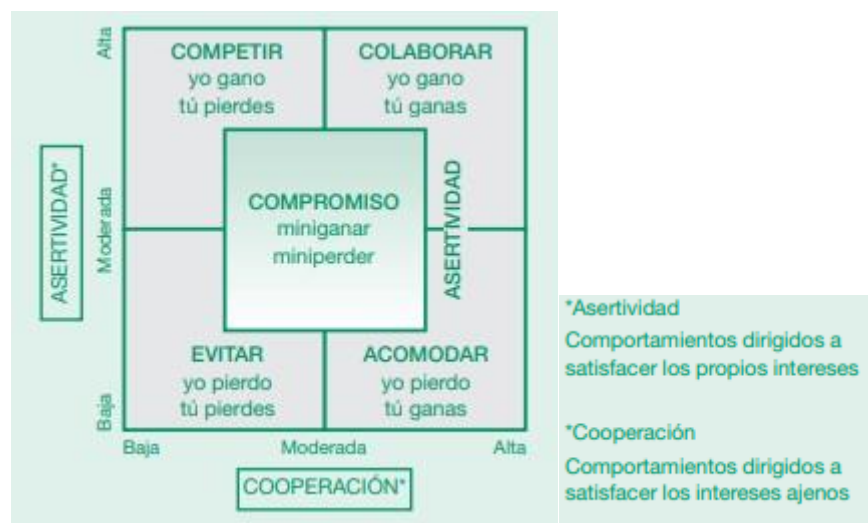 Alta
COMPETIR
yo gano
tú pierdes
COLABORAR
yo gano
tú ganas
ASERTIVIDAD*
Moderada
COMPROMISO
miniganar
miniperder
ASERTIVIDAD
EVITAR
yo pierdo
tú pierdes
ACOMODAR
yo pierdo
tú ganas
Baja
Baja
Moderada
Alta
COOPERACIÓN*
*Asertividad
Comportamientos dirigidos a
satisfacer los propios intereses
*Cooperación
Comportamientos dirigidos a
satisfacer los intereses ajenos